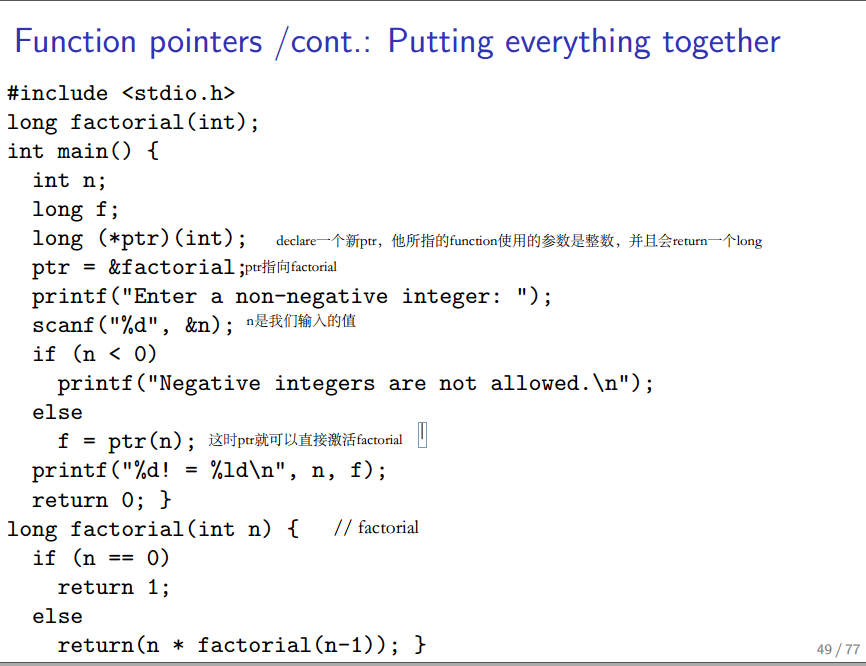 Function pointers /cont.: Putting everything together
#include <stdio.h>
long factorial(int);
int main() {
int n;
long f;
long (*ptr)(int); declare一个新ptr，他所指的function使用的参数是整数，并且会return一个long
ptr = &factorial;ptr指向factorial
printf("Enter a non-negative integer: ");
scanf("%d", &n); n是我们输入的值
if (n < 0)
printf("Negative integers are not allowed.\n");
else
f = ptr(n); 这时ptr就可以直接激活factorial
printf("%d! = %ld\n", n, f);
return 0; }
long factorial(int n) { // factorial
if (n == 0)
return 1;
else
return(n * factorial(n-1)); }
49 / 77